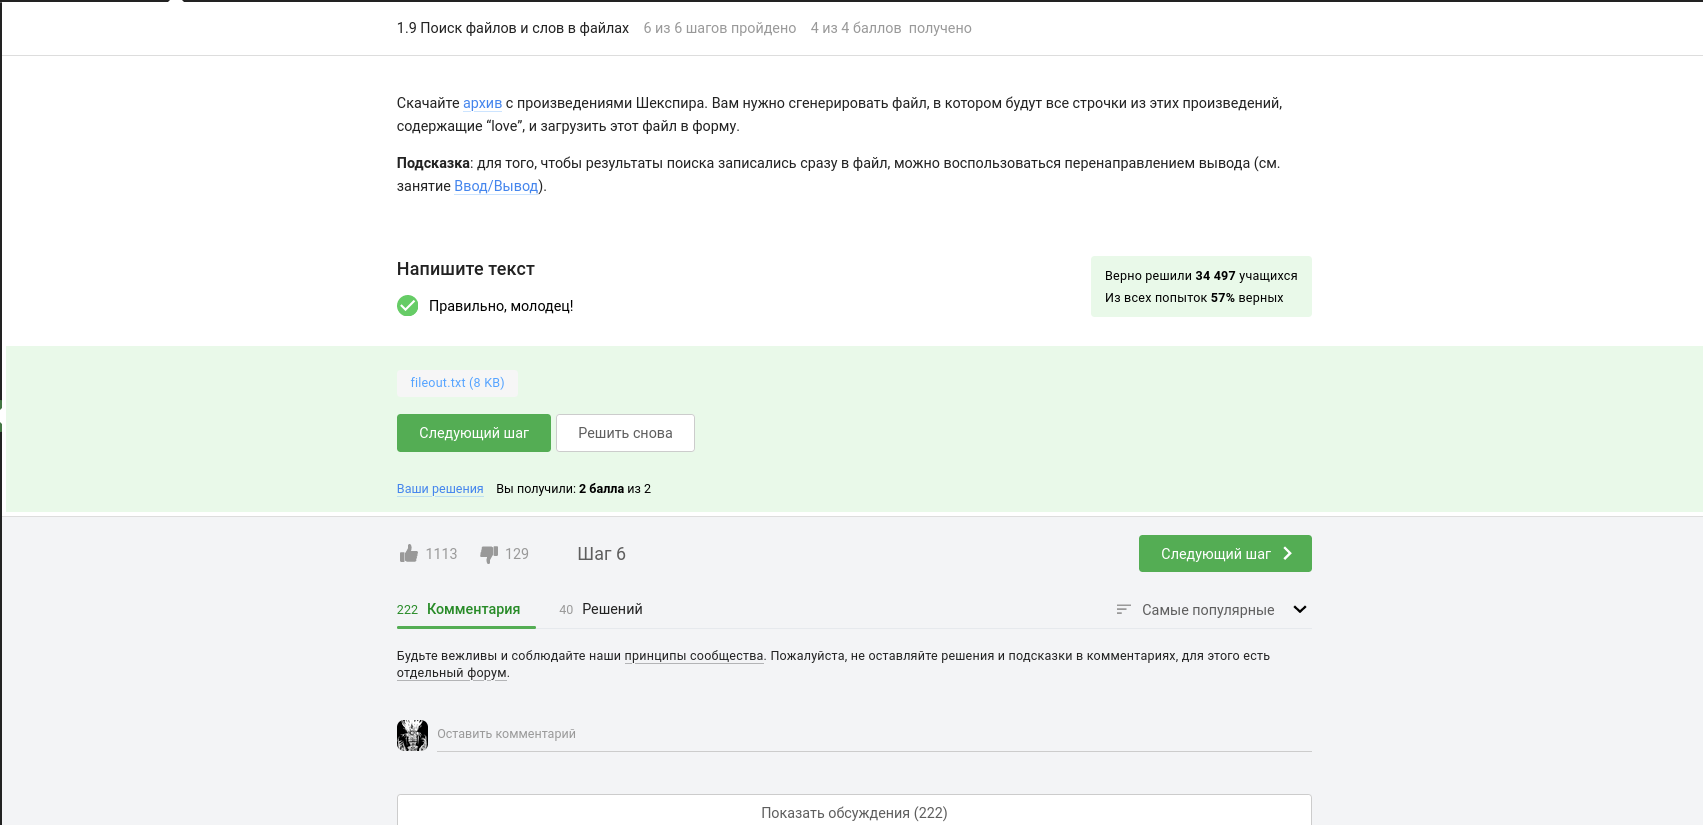 1.9 Поиск файлов и слов в файлах 6 из 6 шагов пройдено 4 из 4 баллов получено
Скачайте архив с произведениями Шекспира. Вам нужно сгенерировать файл, в котором будут все строчки из этих произведений,
содержащие “love”, и загрузить этот файл в форму.
Подсказка: для того, чтобы результаты поиска записались сразу в файл, можно воспользоваться перенаправлением вывода (см.
занятие Ввод/Вывод).
Напишите текст
Правильно, молодец!
Верно решили 34 497 учащихся
Из всех попыток 57% верных
fileout.txt (8 KB)
Следующий шаг Решить снова
Ваши решения Вы получили: 2 балла из 2
1113 129 Шаг 6 Следующий шаг
222 Комментария 40 Решений Самые популярные
Будьте вежливы и соблюдайте наши принципы сообщества. Пожалуйста, не оставляйте решения и подсказки в комментариях, для этого есть
отдельный форум.
Оставить комментарий
Показать обсуждения (222)